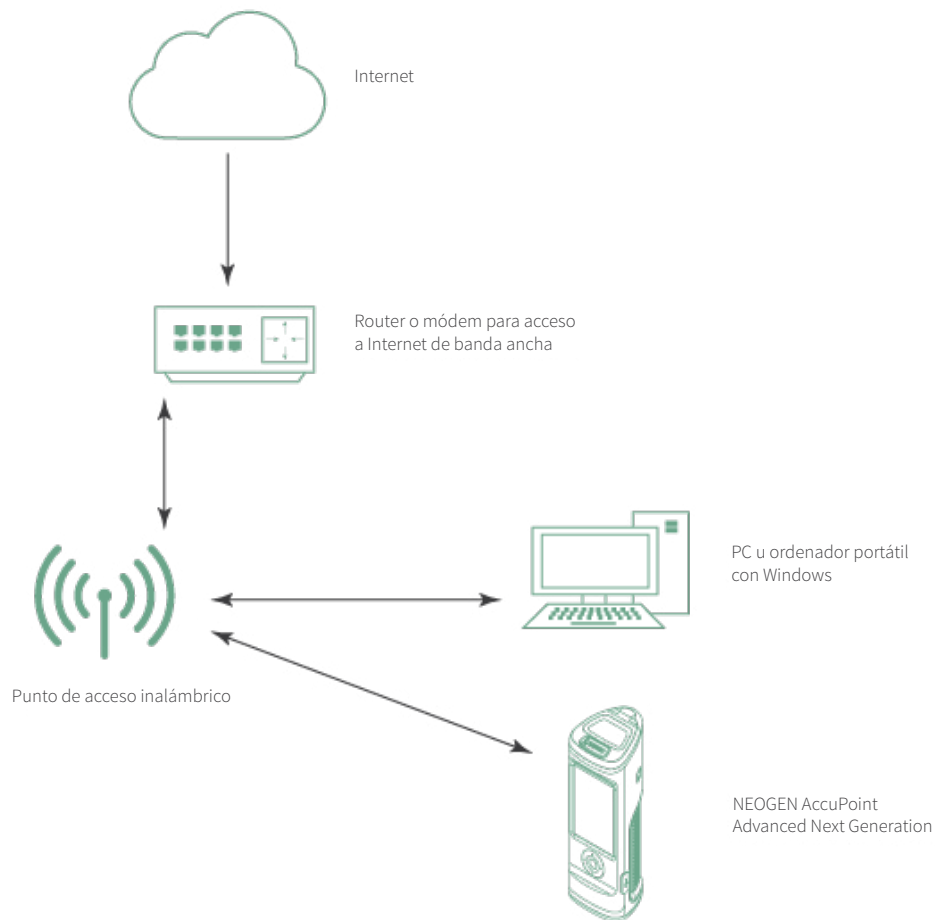 Internet
Router o módem para acceso
a Internet de banda ancha
PC u ordenador portátil
con Windows
Punto de acceso inalámbrico
NEOGEN AccuPoint
Advanced Next Generation